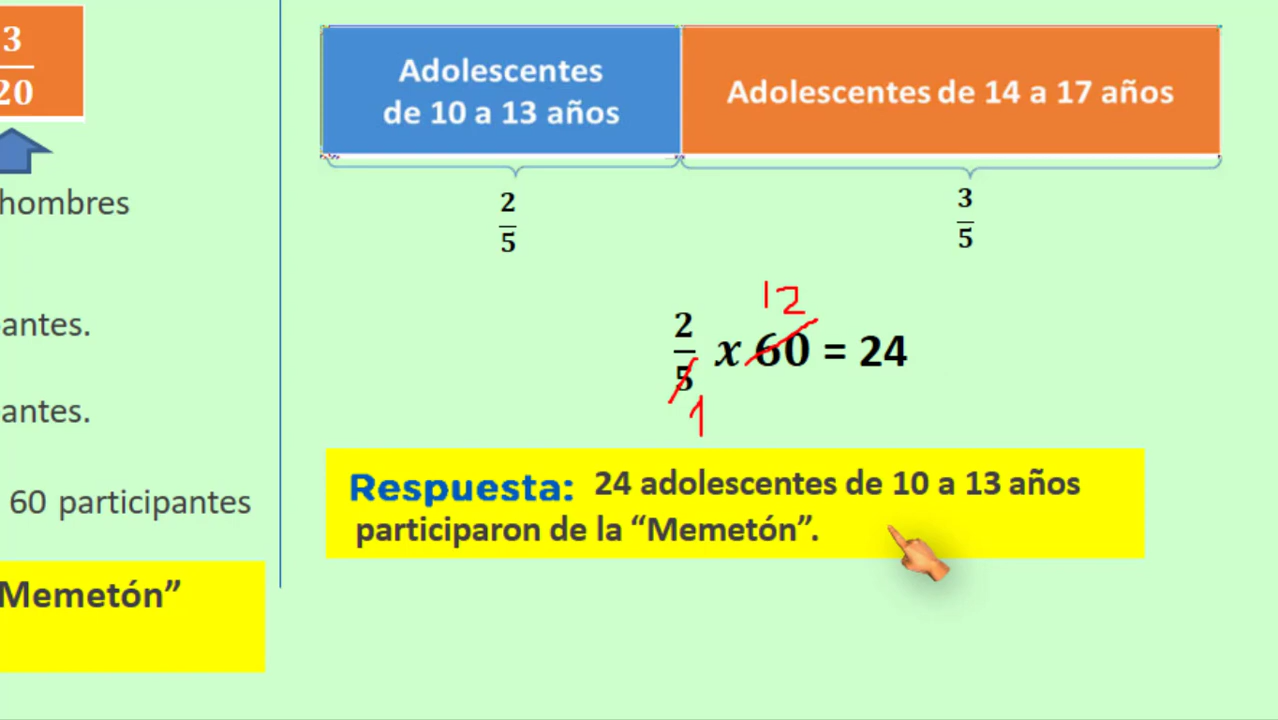 3
20
hombres
antes.
antes.
60 participantes
Memetón”
Adolescentes
de 10 a 13 años
Adolescentes de 14 a 17 años
2
5
3
5
12
2
5
x 60 = 24
1
Respuesta: 24 adolescentes de 10 a 13 años
participaron de la “Memetón”.